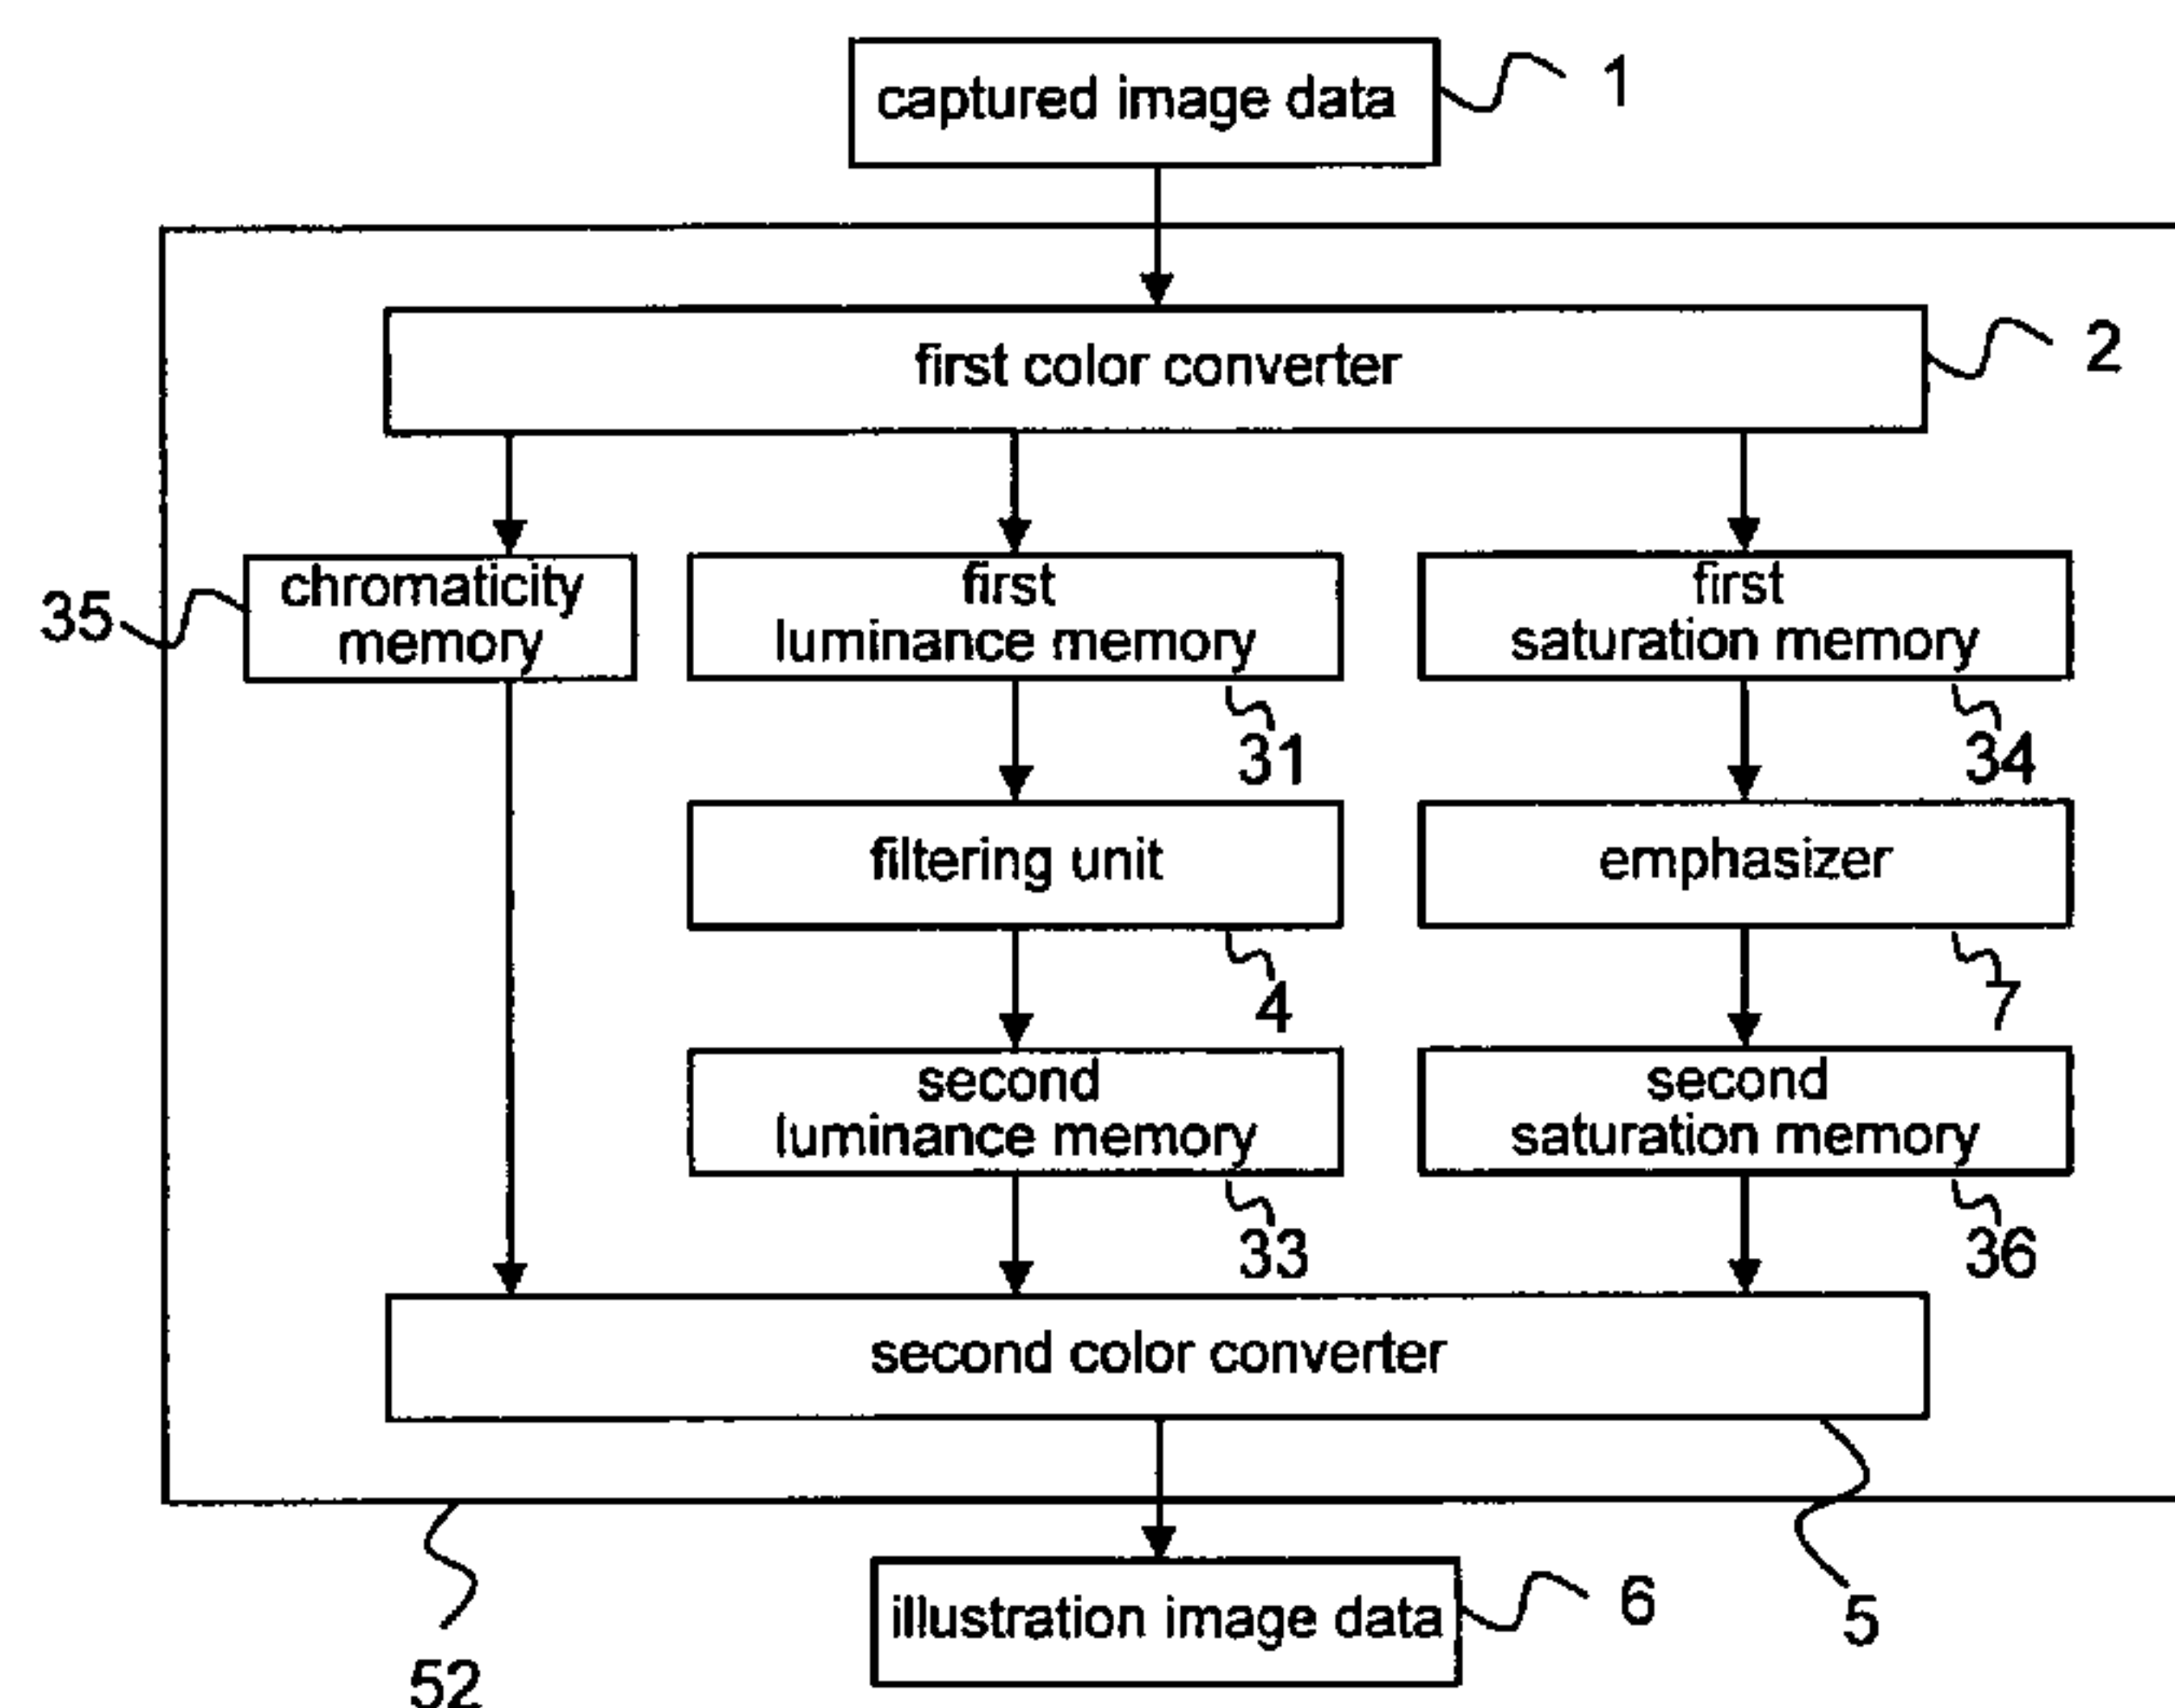 captured image data
1
first color converter
2
chromaticity
memory
35
first
luminance memory
31
first
saturation memory
34
filtering unit
4
emphasizer
7
second
luminance memory
33
second
saturation memory
36
second color converter
5
illustration image data
6
52